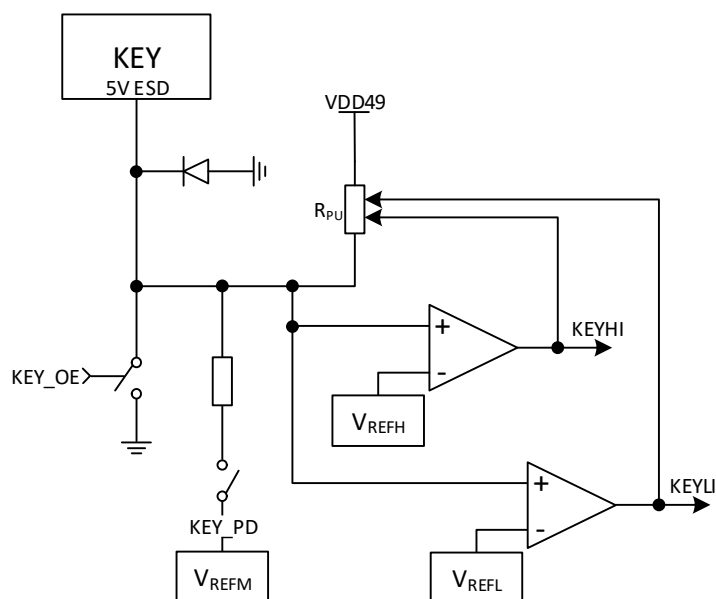 KEY
5V ESD
VDD49
RPU
+
-
KEYHI
VREFH
KEY_OE
+
-
KEYLI
KEY_PD
VREFM
VREFL